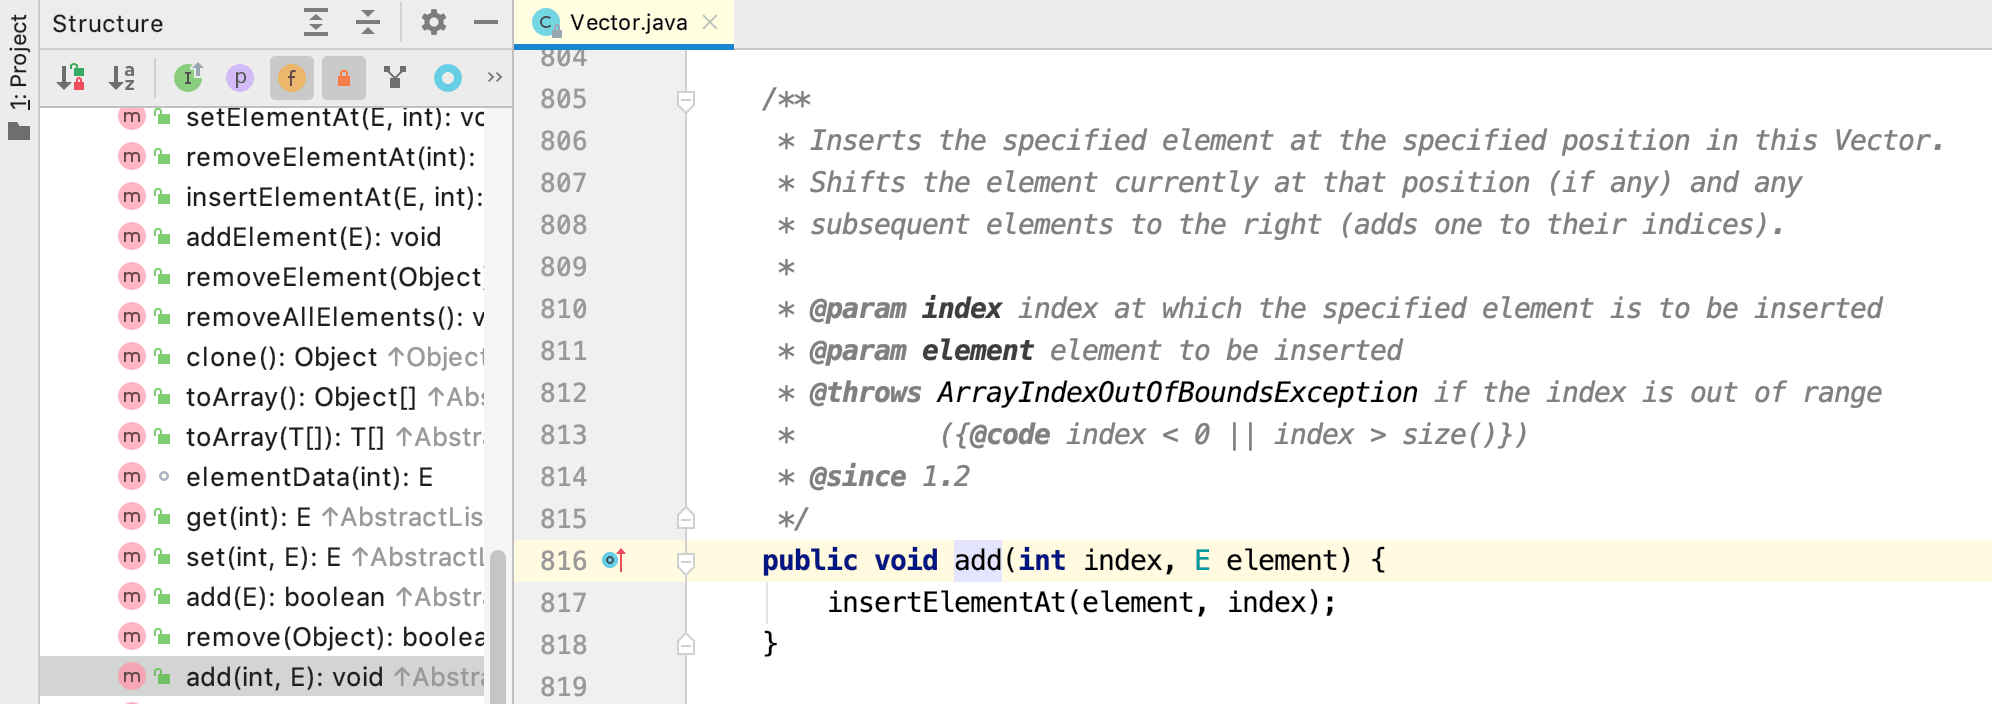 1: Project
Structure
setElementAt(E, int): vo
removeElementAt(int):
insertElementAt(E, int):
addElement(E): void
removeElement(Object)
removeAllElements(): v
clone(): Object ↑Object
toArray(): Object[] ↑Abs
toArray(T[]): T[] ↑Abstra
elementData(int): E
get(int): E ↑AbstractLis
set(int, E): E ↑AbstractL
add(E): boolean ↑Abstra
remove(Object): boolea
add(int, E): void ↑Abstra
Vector.java
804
805 /**
806 * Inserts the specified element at the specified position in this Vector.
807 * Shifts the element currently at that position (if any) and any
808 * subsequent elements to the right (adds one to their indices).
809 *
810 * @param index index at which the specified element is to be inserted
811 * @param element element to be inserted
812 * @throws ArrayIndexOutOfBoundsException if the index is out of range
813 * ({@code index < 0 || index > size()})
814 * @since 1.2
815 */
816 public void add(int index, E element) {
817 insertElementAt(element, index);
818 }
819